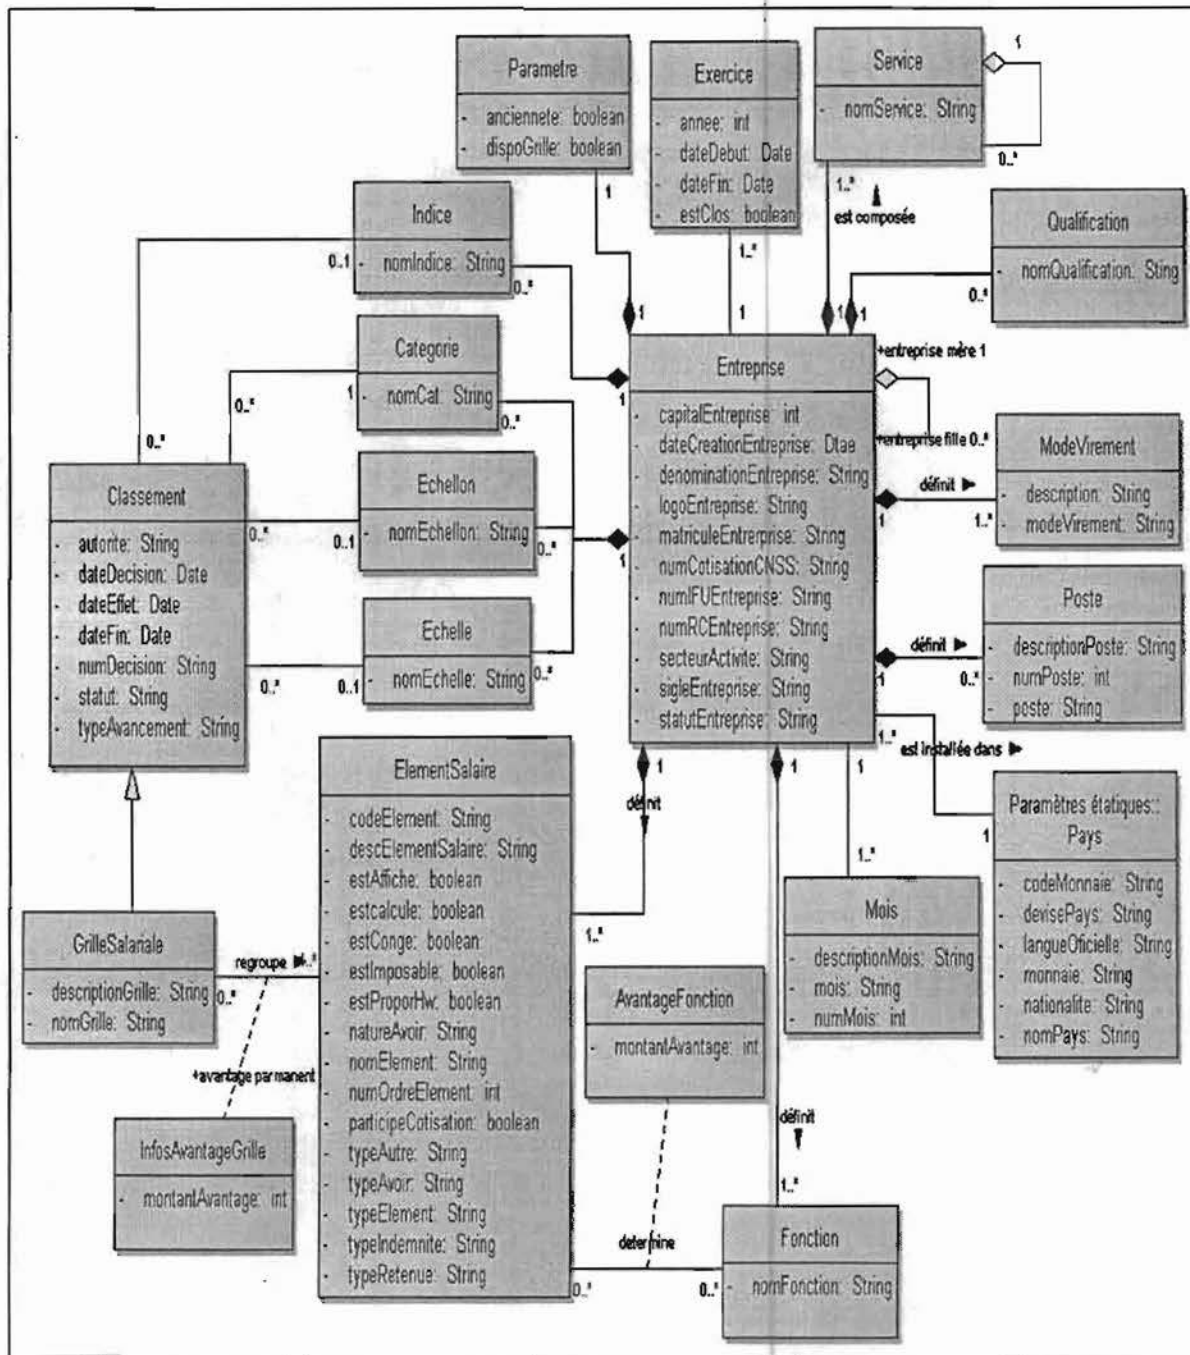 Parametre
- anciennete: boolean
- dispoGrille: boolean
1
Exercice
- annee: int
- dateDebut: Date
- dateFin: Date
- estClos: boolean
1..*
Service
- nomService: String
1
0..*
1..*
est composée
Indice
- nomIndice: String
0..1
0..*
Qualification
- nomQualification: Sting
0..*
1
1
1
1
Categorie
- nomCat: String
0..*
1
0..*
0..*
Entreprise
- capitalEntreprise: int
- dateCreationEntreprise: Dtae
- denominationEntreprise: String
- logoEntreprise: String
- matriculeEntreprise: String
- numCotisationCNSS: String
- numIFUEntreprise: String
- numRCEntreprise: String
- secteurActivite: String
- sigleEntreprise: String
- statutEntreprise: String
1
1
+entreprise mère 1
+entreprise fille 0..*
ModeVirement
- description: String
- modeVirement: String
définit
1
1..*
Classement
- autorite: String
- dateDecision: Date
- dateEffet: Date
- dateFin: Date
- numDecision: String
- statut: String
- typeAvancement: String
Echellon
- nomEchellon: String
0..*
0..1
0..*
Echelle
- nomEchelle: String
0..*
0..1
0..*
Poste
- descriptionPoste: String
- numPoste: int
- poste: String
définit
1
0..*
1..*
est installée dans
1
Paramètres étatiques::
Pays
- codeMonnaie: String
- devisePays: String
- langueOficielle: String
- monnaie: String
- nationalite: String
- nomPays: String
ElementSalaire
- codeElement: String
- descElementSalaire: String
- estAffiche: boolean
- estcalcule: boolean
- estConge: boolean
- estImposable: boolean
- estProporHw: boolean
- natureAvoir: String
- nomElement: String
- numOrdreElement: int
- participeCotisation: boolean
- typeAutre: String
- typeAvoir: String
- typeElement: String
- typeIndemnite: String
- typeRetenue: String
1
définit
1..*
1
1
1..*
Mois
- descriptionMois: String
- mois: String
- numMois: int
GrilleSalariale
- descriptionGrille: String
- nomGrille: String
regroupe
0..*
+avantage parmanent
InfosAvantageGrille
- montantAvantage: int
AvantageFonction
- montantAvantage: int
définit
1..*
determine
0..*
0..*
Fonction
- nomFonction: String